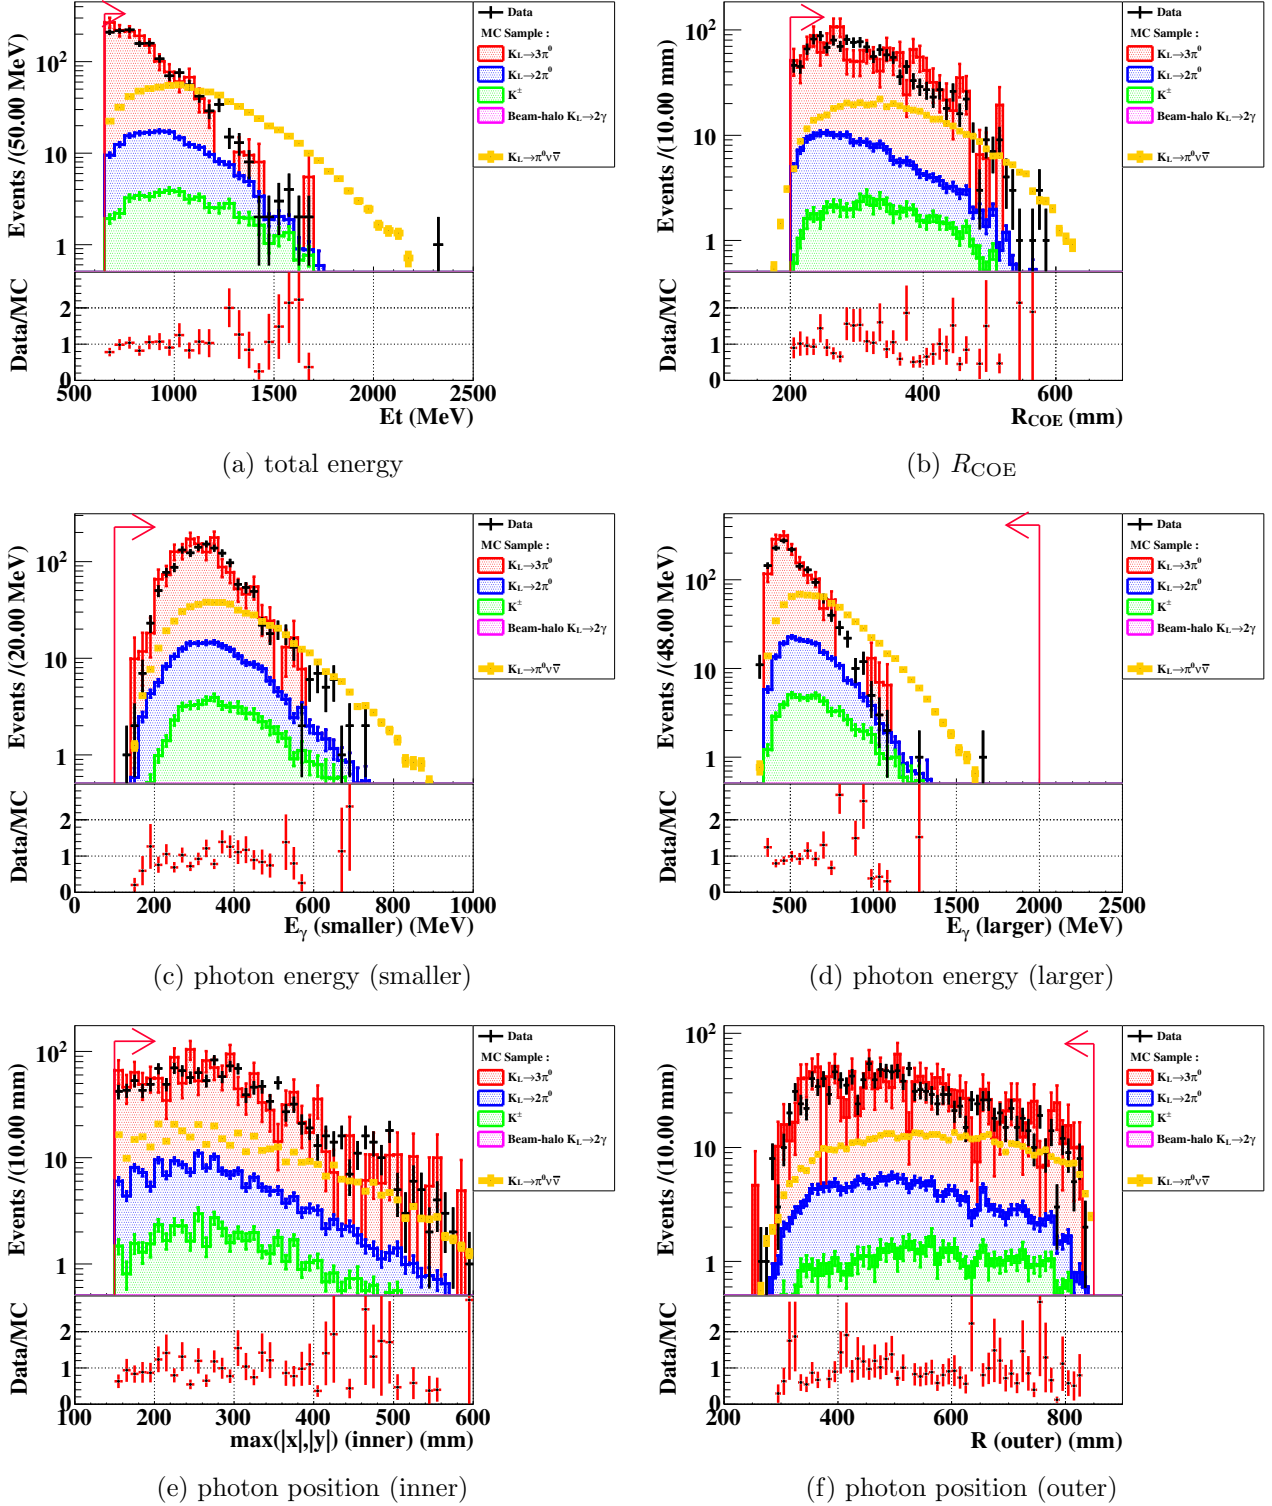 Events /(50.00 MeV)
10²
10
1
Data
MC Sample :
K_L→3π⁰
K_L→2π⁰
K^±
Beam-halo K_L→2γ
K_L→π⁰νν̅
Data/MC
2
1
0
500 1000 1500 2000 2500
Et (MeV)
(a) total energy
Events /(10.00 mm)
10²
10
1
Data
MC Sample :
K_L→3π⁰
K_L→2π⁰
K^±
Beam-halo K_L→2γ
K_L→π⁰νν̅
Data/MC
2
1
0
200 400 600
R_COE (mm)
(b) R_COE
Events /(20.00 MeV)
10²
10
1
Data
MC Sample :
K_L→3π⁰
K_L→2π⁰
K^±
Beam-halo K_L→2γ
K_L→π⁰νν̅
Data/MC
2
1
0
0 200 400 600 800 1000
E_γ (smaller) (MeV)
(c) photon energy (smaller)
Events /(48.00 MeV)
10²
10
1
Data
MC Sample :
K_L→3π⁰
K_L→2π⁰
K^±
Beam-halo K_L→2γ
K_L→π⁰νν̅
Data/MC
2
1
0
500 1000 1500 2000 2500
E_γ (larger) (MeV)
(d) photon energy (larger)
Events /(10.00 mm)
10²
10
1
Data
MC Sample :
K_L→3π⁰
K_L→2π⁰
K^±
Beam-halo K_L→2γ
K_L→π⁰νν̅
Data/MC
2
1
0
100 200 300 400 500 600
max(|x|,|y|) (inner) (mm)
(e) photon position (inner)
Events /(10.00 mm)
10²
10
1
Data
MC Sample :
K_L→3π⁰
K_L→2π⁰
K^±
Beam-halo K_L→2γ
K_L→π⁰νν̅
Data/MC
2
1
0
200 400 600 800
R (outer) (mm)
(f) photon position (outer)